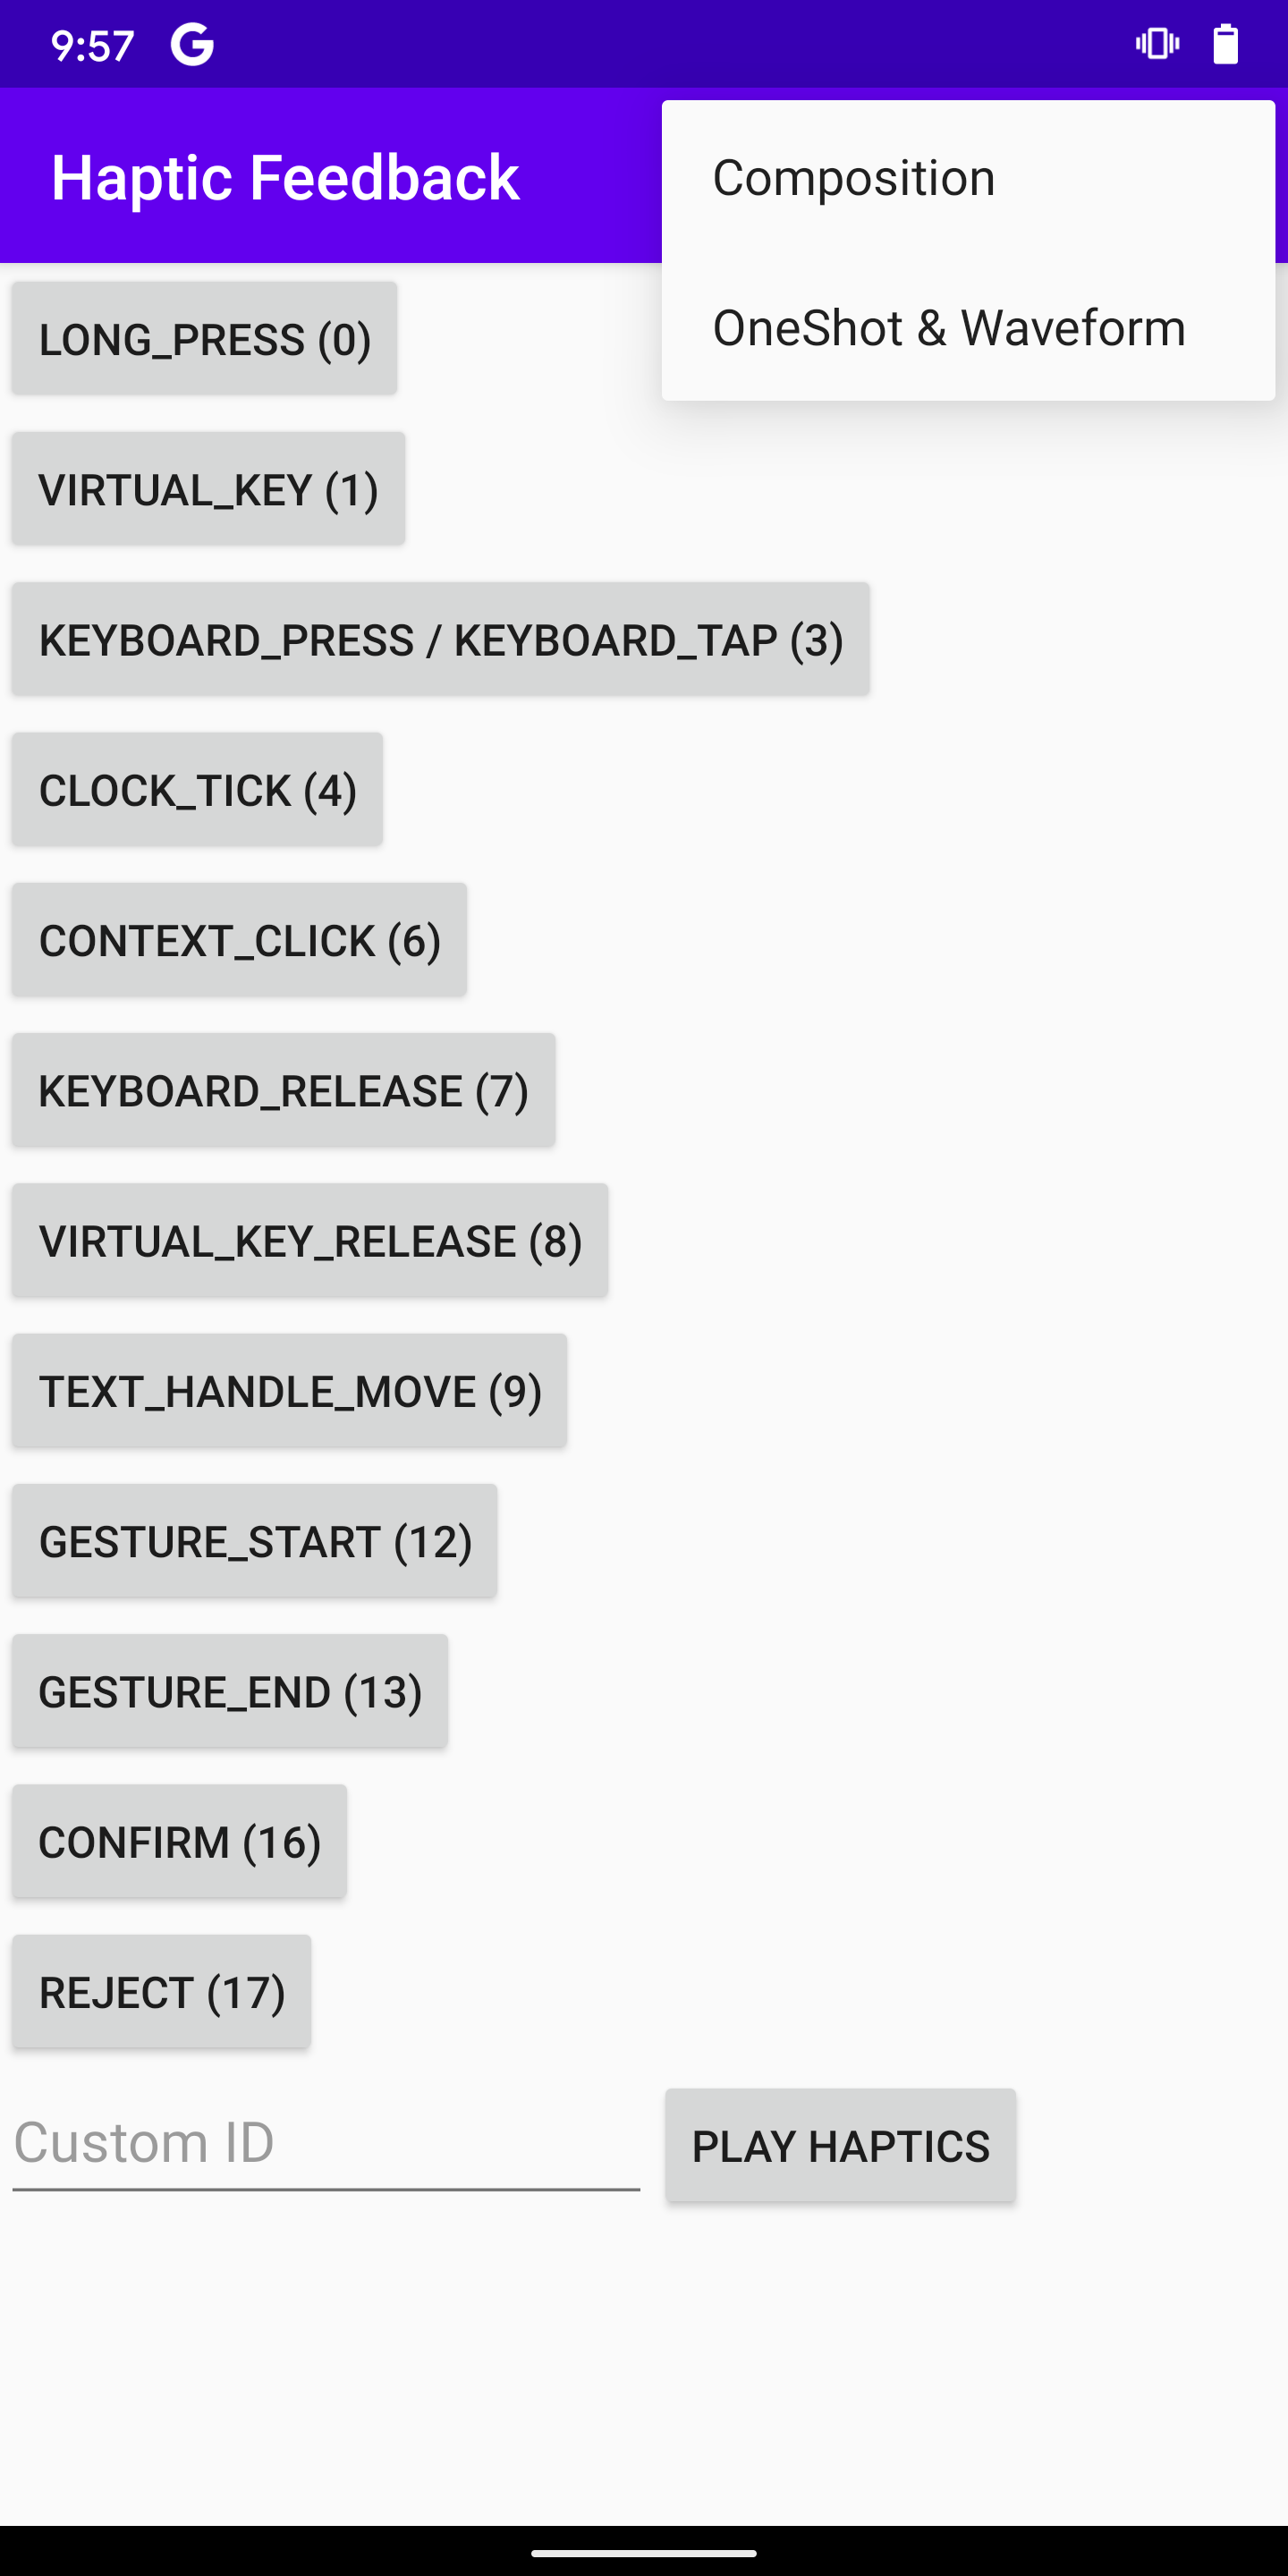 9:57
Haptic Feedback
Composition
OneShot & Waveform
LONG_PRESS (0)
VIRTUAL_KEY (1)
KEYBOARD_PRESS / KEYBOARD_TAP (3)
CLOCK_TICK (4)
CONTEXT_CLICK (6)
KEYBOARD_RELEASE (7)
VIRTUAL_KEY_RELEASE (8)
TEXT_HANDLE_MOVE (9)
GESTURE_START (12)
GESTURE_END (13)
CONFIRM (16)
REJECT (17)
Custom ID
PLAY HAPTICS